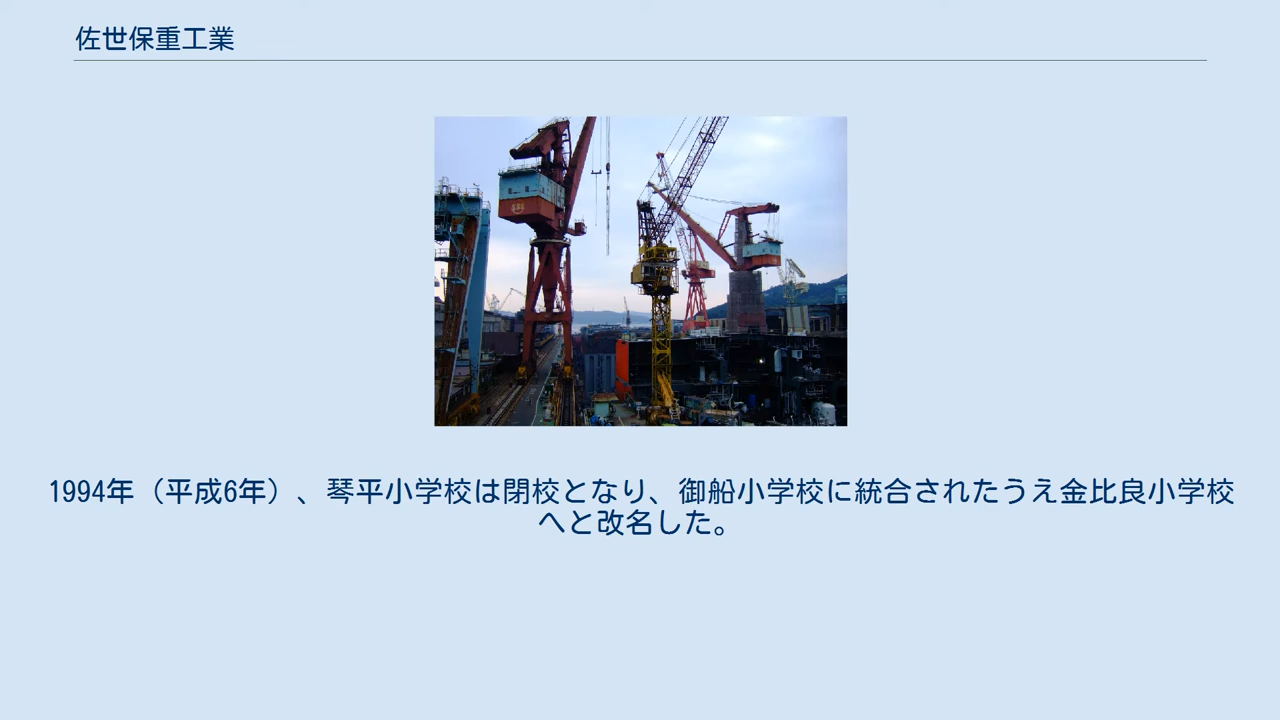 佐世保重工業
1994年（平成6年）、琴平小学校は閉校となり、御船小学校に統合されたうえ金比良小学校
へと改名した。